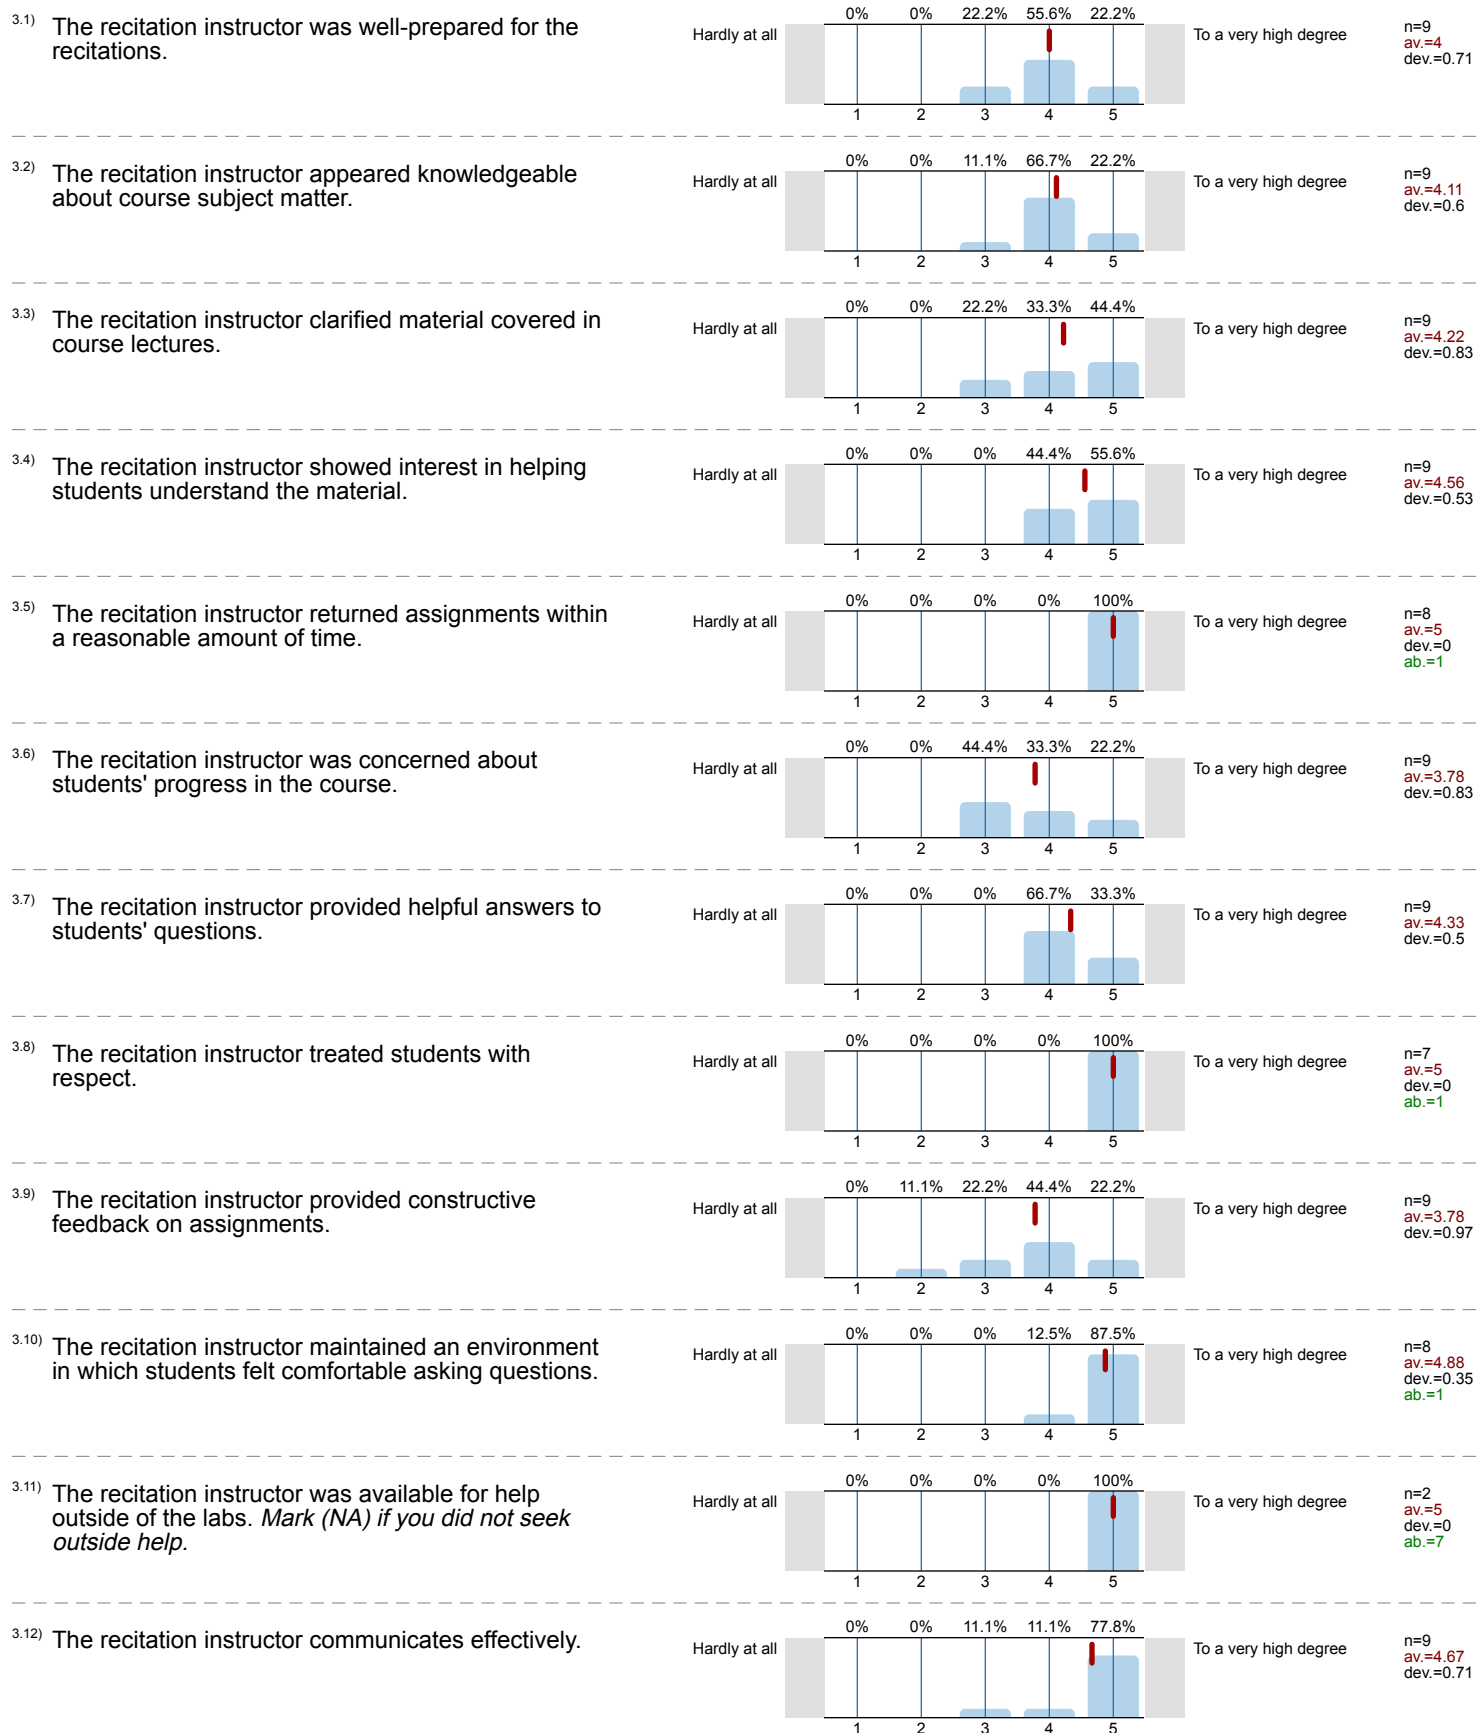 3.1) The recitation instructor was well-prepared for the
recitations.
0% 0% 22.2% 55.6% 22.2%
Hardly at all To a very high degree
n=9
av.=4
dev.=0.71
1 2 3 4 5
3.2) The recitation instructor appeared knowledgeable
about course subject matter.
0% 0% 11.1% 66.7% 22.2%
Hardly at all To a very high degree
n=9
av.=4.11
dev.=0.6
1 2 3 4 5
3.3) The recitation instructor clarified material covered in
course lectures.
0% 0% 22.2% 33.3% 44.4%
Hardly at all To a very high degree
n=9
av.=4.22
dev.=0.83
1 2 3 4 5
3.4) The recitation instructor showed interest in helping
students understand the material.
0% 0% 0% 44.4% 55.6%
Hardly at all To a very high degree
n=9
av.=4.56
dev.=0.53
1 2 3 4 5
3.5) The recitation instructor returned assignments within
a reasonable amount of time.
0% 0% 0% 0% 100%
Hardly at all To a very high degree
n=8
av.=5
dev.=0
ab.=1
1 2 3 4 5
3.6) The recitation instructor was concerned about
students' progress in the course.
0% 0% 44.4% 33.3% 22.2%
Hardly at all To a very high degree
n=9
av.=3.78
dev.=0.83
1 2 3 4 5
3.7) The recitation instructor provided helpful answers to
students' questions.
0% 0% 0% 66.7% 33.3%
Hardly at all To a very high degree
n=9
av.=4.33
dev.=0.5
1 2 3 4 5
3.8) The recitation instructor treated students with
respect.
0% 0% 0% 0% 100%
Hardly at all To a very high degree
n=7
av.=5
dev.=0
ab.=1
1 2 3 4 5
3.9) The recitation instructor provided constructive
feedback on assignments.
0% 11.1% 22.2% 44.4% 22.2%
Hardly at all To a very high degree
n=9
av.=3.78
dev.=0.97
1 2 3 4 5
3.10) The recitation instructor maintained an environment
in which students felt comfortable asking questions.
0% 0% 0% 12.5% 87.5%
Hardly at all To a very high degree
n=8
av.=4.88
dev.=0.35
ab.=1
1 2 3 4 5
3.11) The recitation instructor was available for help
outside of the labs. Mark (NA) if you did not seek
outside help.
0% 0% 0% 0% 100%
Hardly at all To a very high degree
n=2
av.=5
dev.=0
ab.=7
1 2 3 4 5
3.12) The recitation instructor communicates effectively.
0% 0% 11.1% 11.1% 77.8%
Hardly at all To a very high degree
n=9
av.=4.67
dev.=0.71
1 2 3 4 5